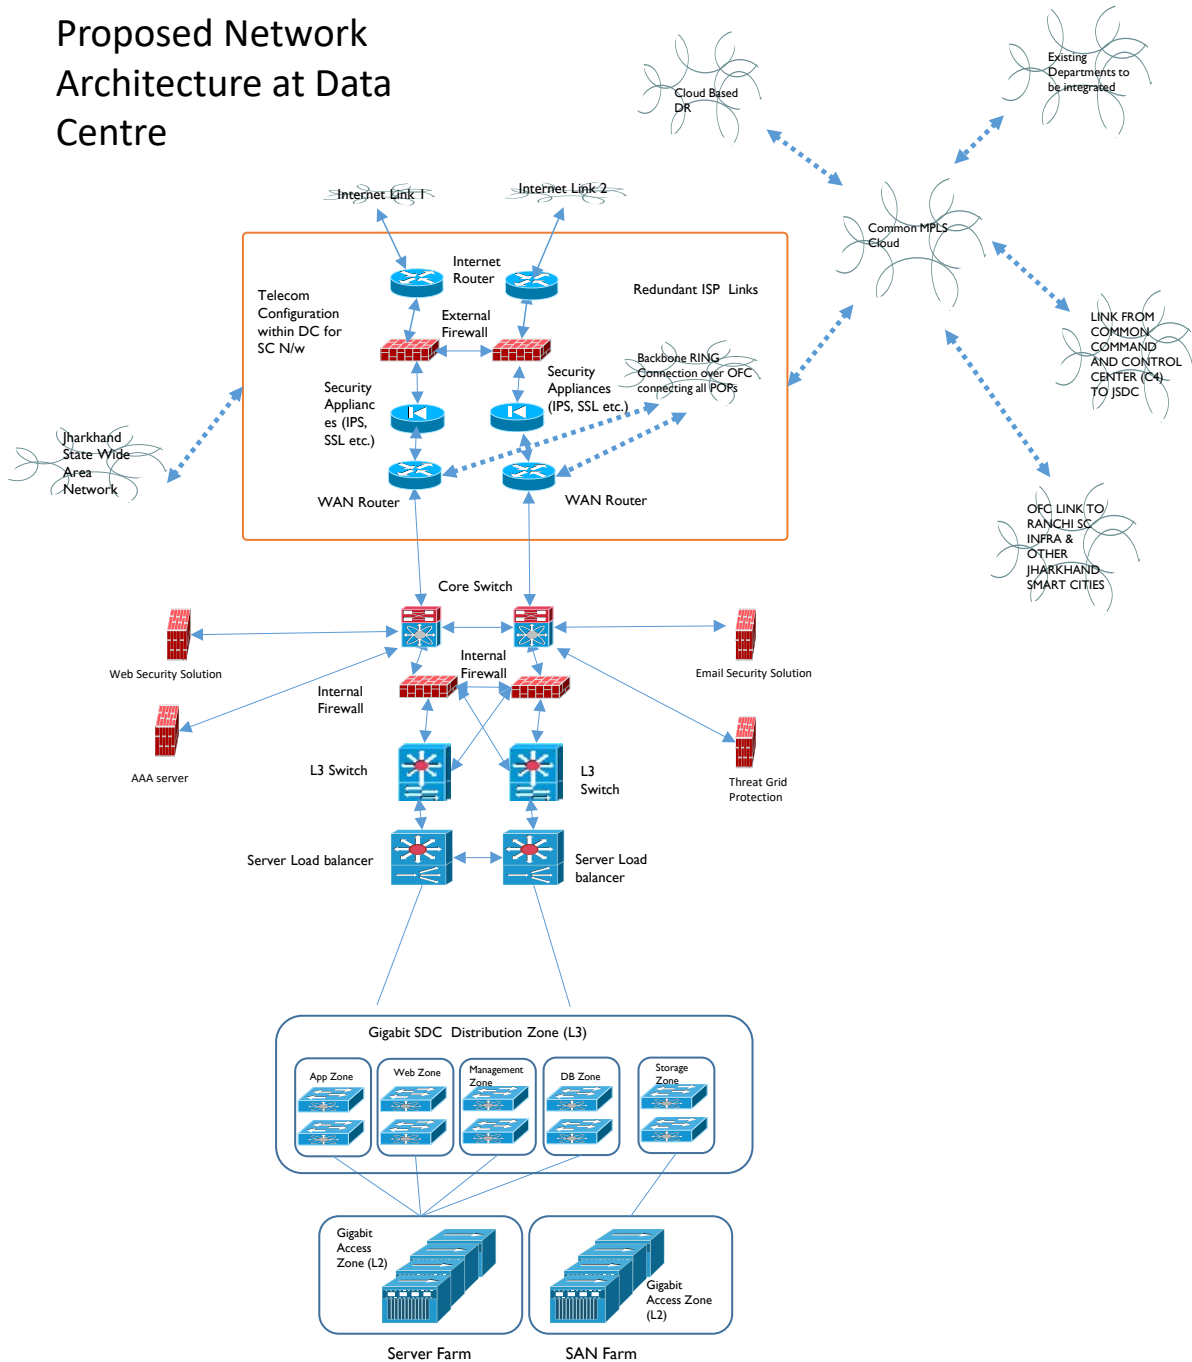 Proposed Network
Architecture at Data
Centre
Cloud Based
DR
Existing
Departments to
be integrated
Internet Link 1
Internet Link 2
Common MPLS
Cloud
Internet
Router
Telecom
Configuration
within DC for
SC N/w
Redundant ISP Links
External
Firewall
LINK FROM
COMMON
COMMAND
AND CONTROL
CENTER (C4)
TO JSDC
Backbone RING
Connection over OFC
connecting all POPs
Security
Applianc
es (IPS,
SSL etc.)
Security
Appliances
(IPS, SSL etc.)
Jharkhand
State Wide
Area
Network
WAN Router
WAN Router
OFC LINK TO
RANCHI SC
INFRA &
OTHER
JHARKHAND
SMART CITIES
Core Switch
Web Security Solution
Internal
Firewall
Email Security Solution
Internal
Firewall
L3 Switch
L3
Switch
AAA server
Threat Grid
Protection
Server Load balancer
Server Load
balancer
Gigabit SDC Distribution Zone (L3)
App Zone
Web Zone
Management
Zone
DB Zone
Storage
Zone
Gigabit
Access
Zone (L2)
Gigabit
Access Zone
(L2)
Server Farm
SAN Farm